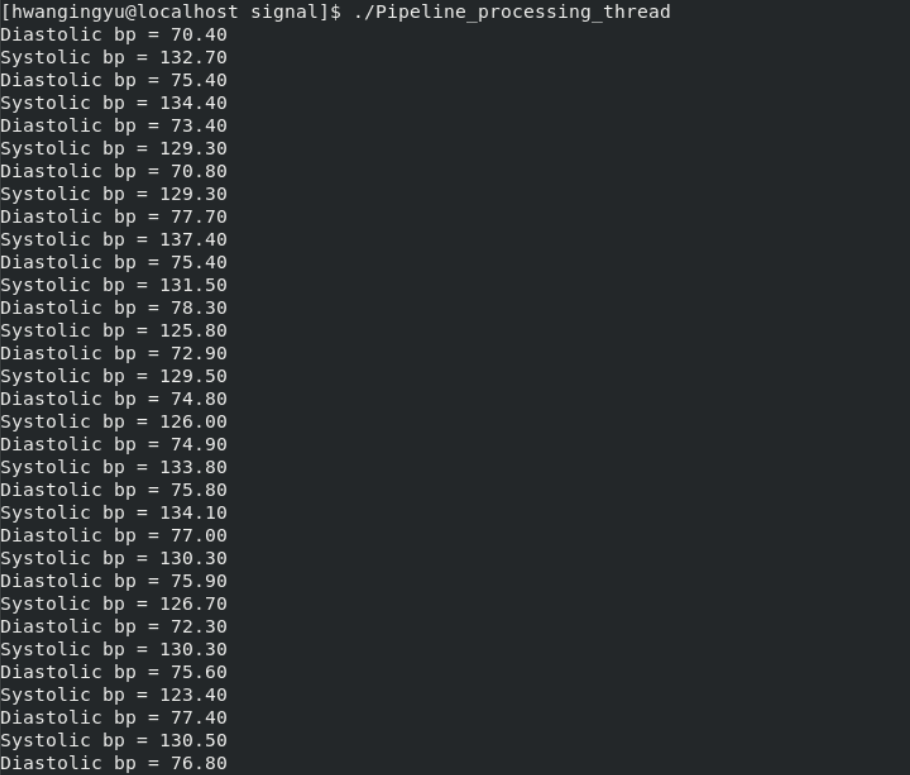 [hwangingyu@localhost signal]$ ./Pipeline_processing_thread
Diastolic bp = 70.40
Systolic bp = 132.70
Diastolic bp = 75.40
Systolic bp = 134.40
Diastolic bp = 73.40
Systolic bp = 129.30
Diastolic bp = 70.80
Systolic bp = 129.30
Diastolic bp = 77.70
Systolic bp = 137.40
Diastolic bp = 75.40
Systolic bp = 131.50
Diastolic bp = 78.30
Systolic bp = 125.80
Diastolic bp = 72.90
Systolic bp = 129.50
Diastolic bp = 74.80
Systolic bp = 126.00
Diastolic bp = 74.90
Systolic bp = 133.80
Diastolic bp = 75.80
Systolic bp = 134.10
Diastolic bp = 77.00
Systolic bp = 130.30
Diastolic bp = 75.90
Systolic bp = 126.70
Diastolic bp = 72.30
Systolic bp = 130.30
Diastolic bp = 75.60
Systolic bp = 123.40
Diastolic bp = 77.40
Systolic bp = 130.50
Diastolic bp = 76.80